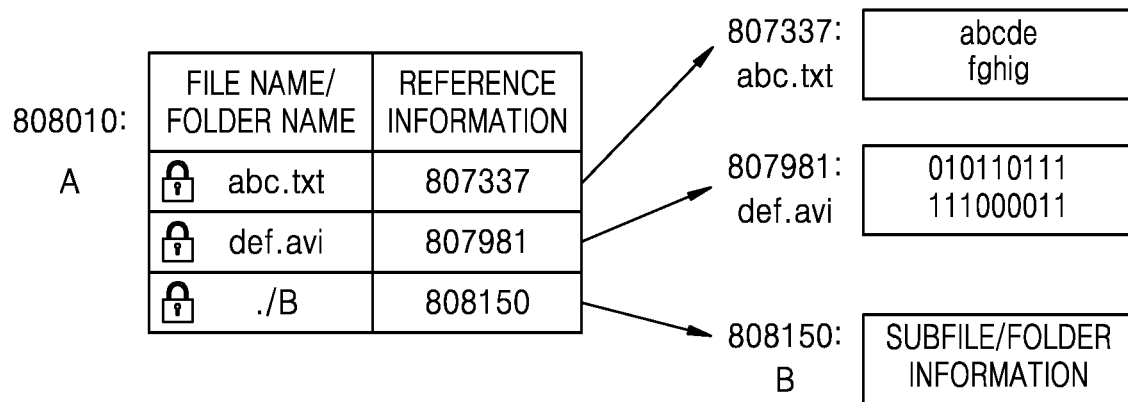 808010:
A
FILE NAME/
FOLDER NAME
REFERENCE
INFORMATION
abc.txt
807337
def.avi
807981
./B
808150
807337:
abc.txt
abcde
fghig
807981:
def.avi
010110111
111000011
808150:
B
SUBFILE/FOLDER
INFORMATION